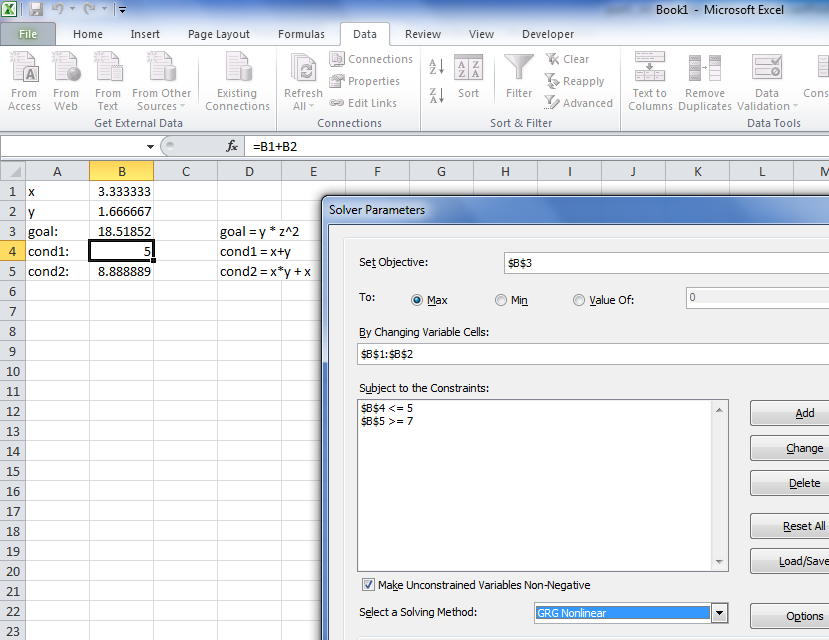 Book1 - Microsoft Excel
File Home Insert Page Layout Formulas Data Review View Developer
From Access
From Web
From Text
From Other Sources
Existing Connections
Refresh All
Connections
Properties
Edit Links
Sort
Filter
Clear
Reapply
Advanced
Text to Columns
Remove Duplicates
Data Validation
Cons
Get External Data Connections Sort & Filter Data Tools
fx =B1+B2
A B C D E F G H I J K L M
1 x 3.333333
2 y 1.666667
3 goal: 18.51852 goal = y * z^2
4 cond1: 5 cond1 = x+y
5 cond2: 8.888889 cond2 = x*y + x
6
7
8
9
10
11
12
13
14
15
16
17
18
19
20
21
22
23
Solver Parameters
Set Objective: $B$3
To: Max Min Value Of: 0
By Changing Variable Cells:
$B$1:$B$2
Subject to the Constraints:
$B$4 <= 5
$B$5 >= 7
Add
Change
Delete
Reset All
Load/Save
Make Unconstrained Variables Non-Negative
Select a Solving Method: GRG Nonlinear
Options